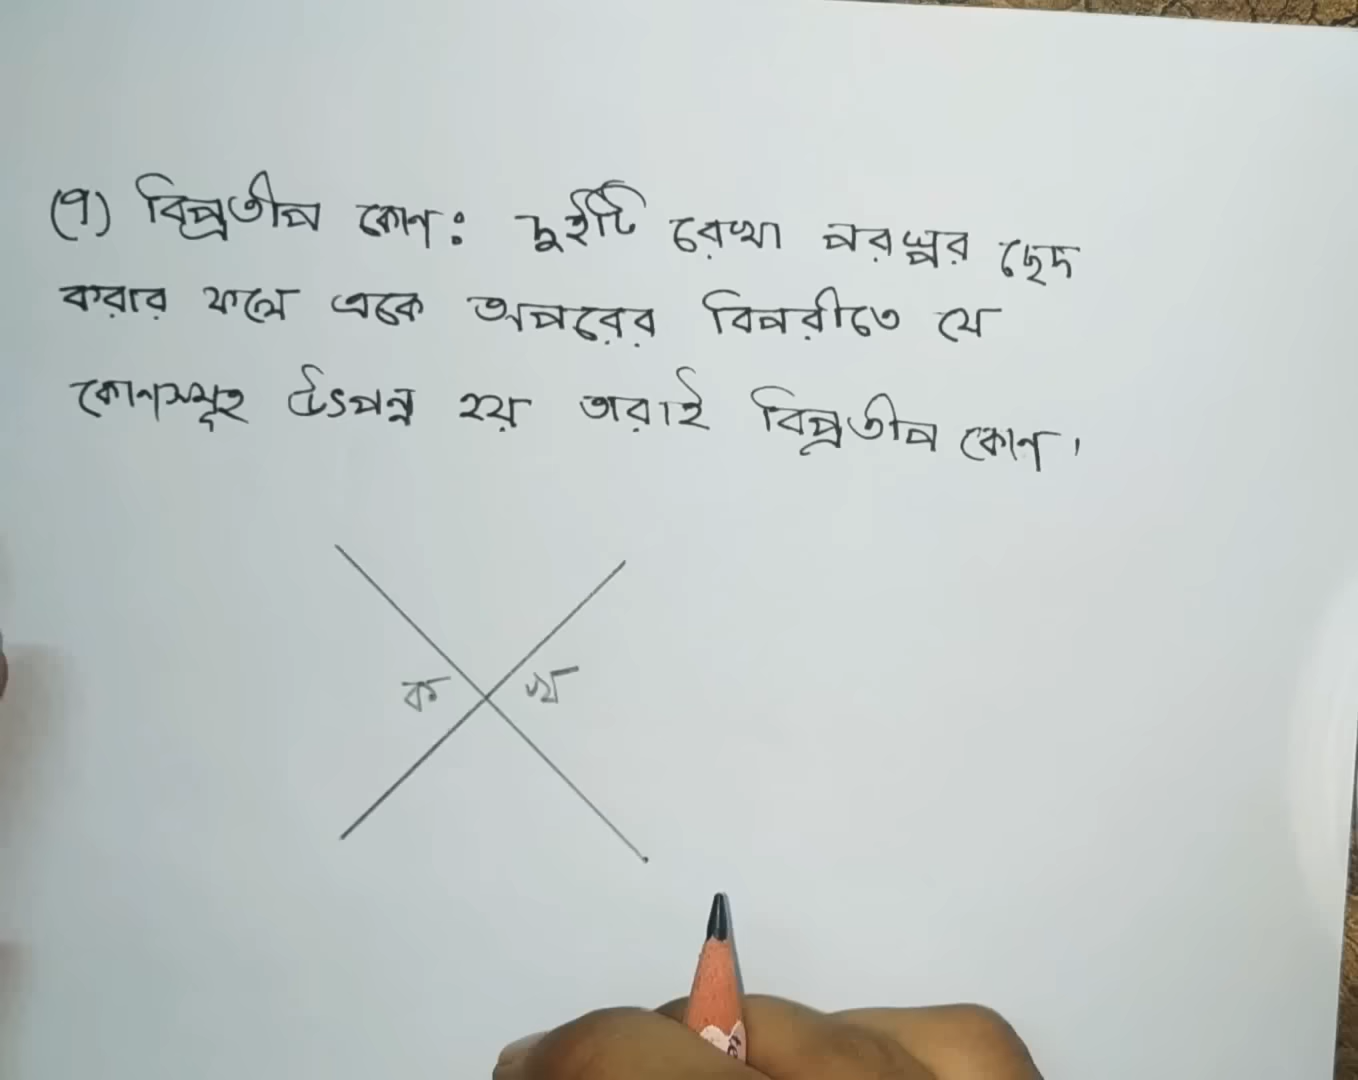 (৭) বিপ্রতীপ কোণ: দুইটি রেখা পরস্পর ছেদ
করার ফলে একে অপরের বিপরীতে যে
কোণসমূহ উৎপন্ন হয় তারাই বিপ্রতীপ কোণ।
ক খ